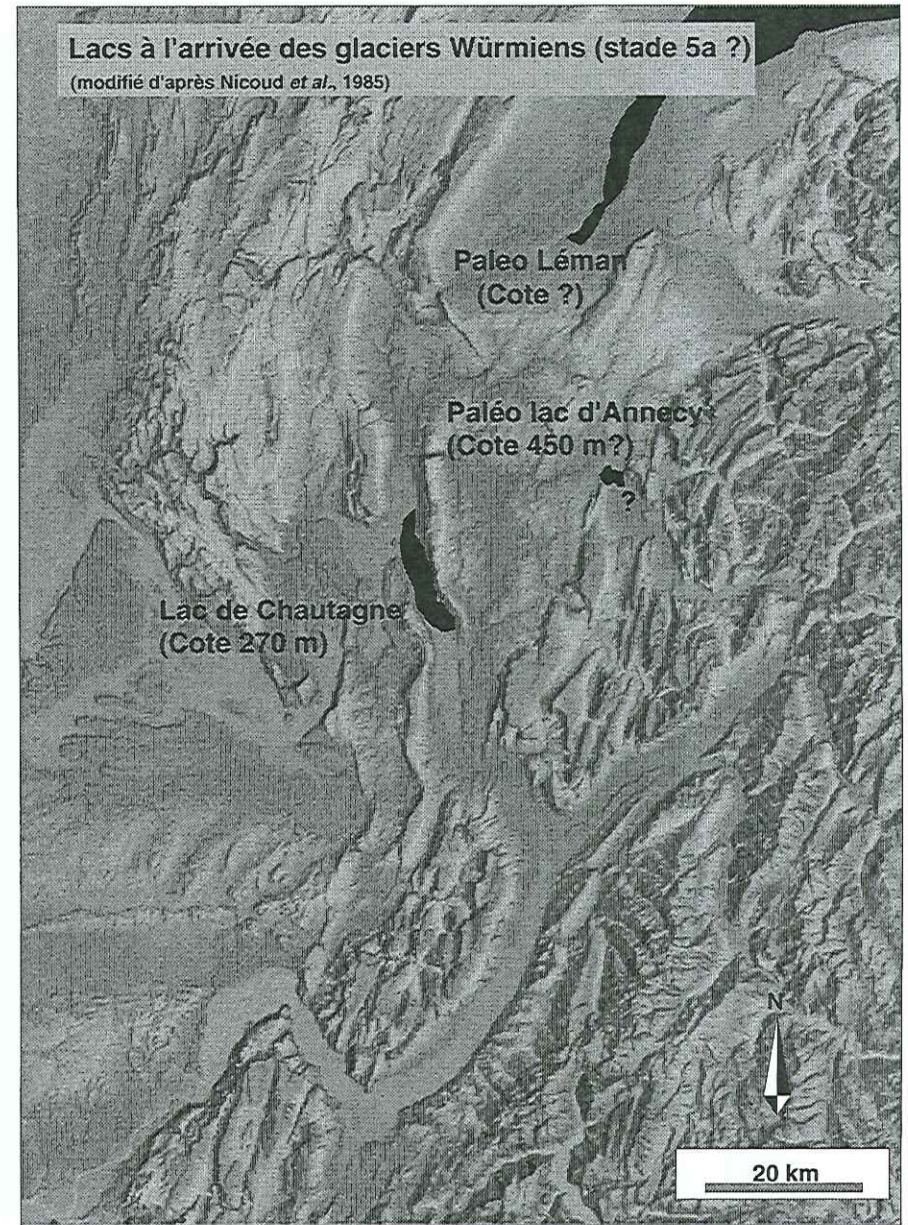 Lacs à l'arrivée des glaciers Würmiens (stade 5a ?)
(modifié d'après Nicoud et al., 1985)
Paleo Léman
(Cote ?)
Paléo lac d'Annecy
(Cote 450 m?)
?
Lac de Chautagne
(Cote 270 m)
N
20 km